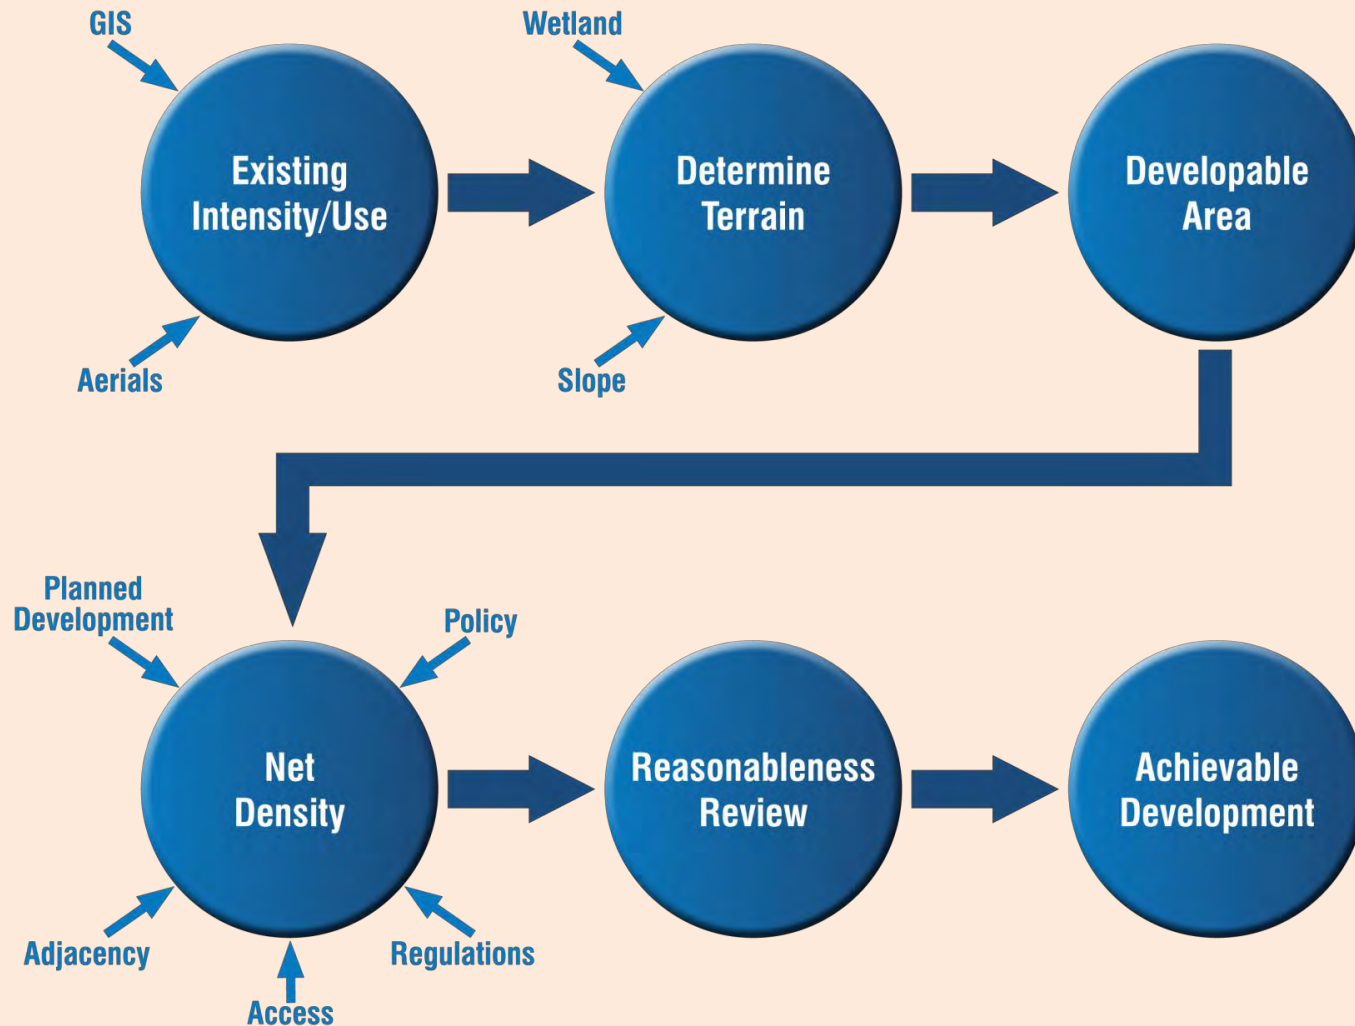 GIS
Wetland
Existing
Intensity/Use
Determine
Terrain
Developable
Area
Aerials
Slope
Planned
Development
Policy
Net
Density
Reasonableness
Review
Achievable
Development
Adjacency
Regulations
Access